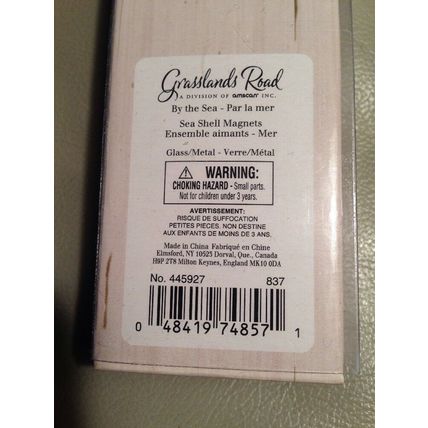 Grasslands Road
A DIVISION OF amscan INC.
By the Sea - Par la mer
Sea Shell Magnets
Ensemble aimants - Mer
Glass/Metal - Verre/Métal
WARNING:
CHOKING HAZARD - Small parts.
Not for children under 3 years.
AVERTISSEMENT:
RISQUE DE SUFFOCATION
PETITES PIECES. NON DESTINE
AUX ENFANTS DE MOINS DE 3 ANS.
Made in China Fabriqué en Chine
Elmsford, NY 10523 Dorval, Que., Canada
H9P 2T8 Milton Keynes, England MK10 0DA
No. 445927 837
0 48419 74857 1